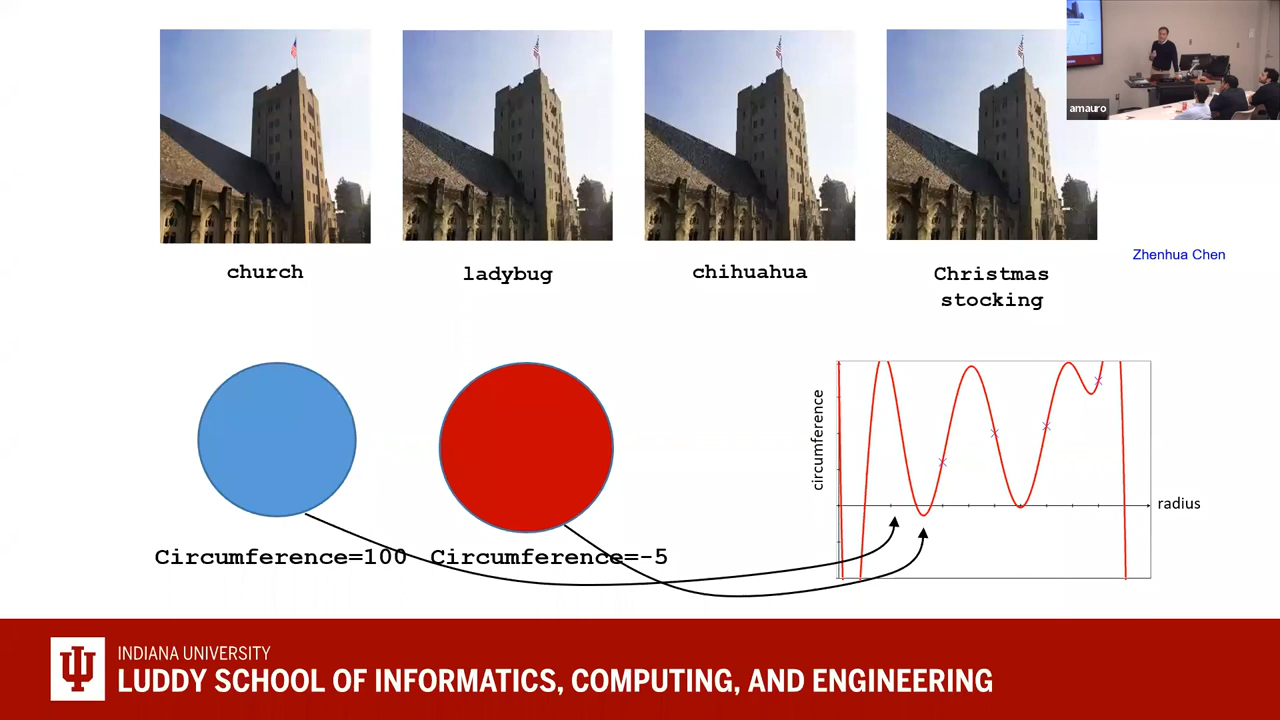 amauro
church
ladybug
chihuahua
Christmas
stocking
Zhenhua Chen
circumference
radius
Circumference=100
Circumference=-5
INDIANA UNIVERSITY
LUDDY SCHOOL OF INFORMATICS, COMPUTING, AND ENGINEERING